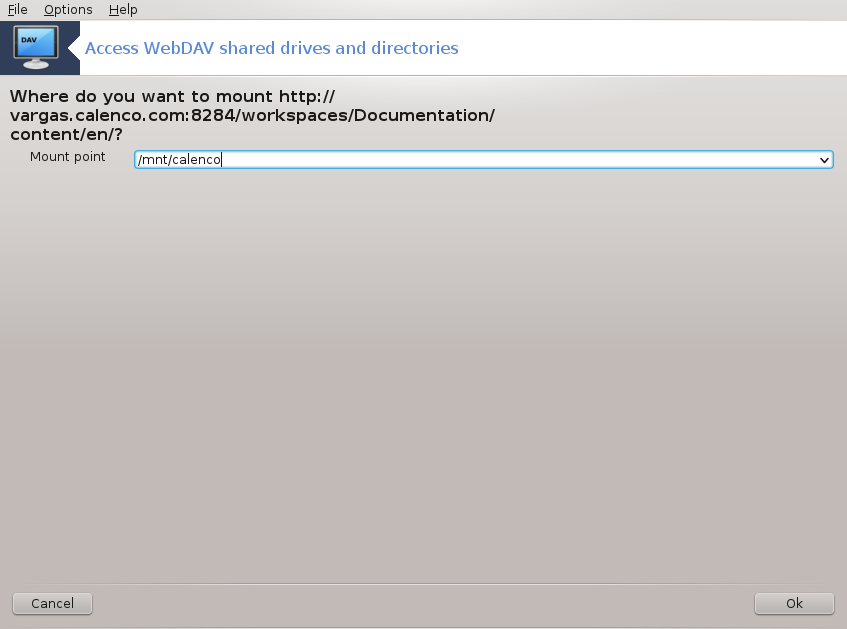 File Options Help
DAV
Access WebDAV shared drives and directories
Where do you want to mount http://
vargas.calenco.com:8284/workspaces/Documentation/
content/en/?
Mount point /mnt/calenco
Cancel Ok